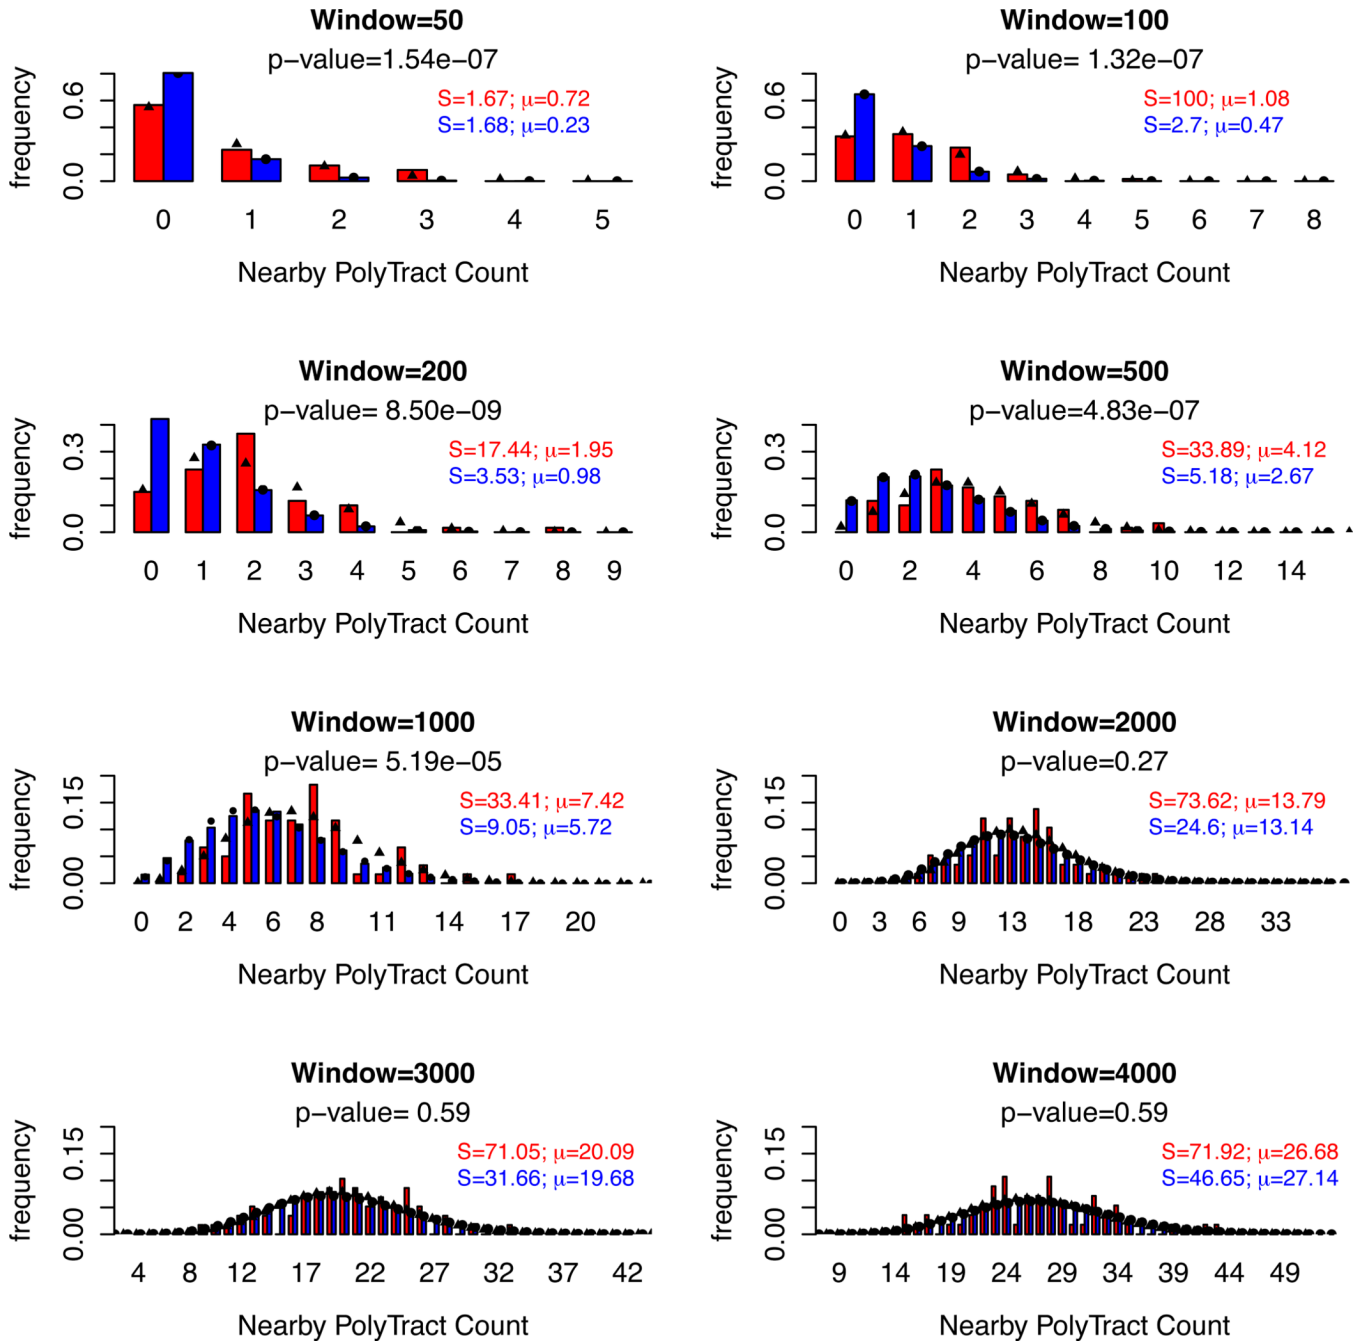 Window=50
p-value=1.54e-07
frequency
0.0 0.6
S=1.67; μ=0.72
S=1.68; μ=0.23
0 1 2 3 4 5
Nearby PolyTract Count
Window=100
p-value= 1.32e-07
frequency
0.0 0.6
S=100; μ=1.08
S=2.7; μ=0.47
0 1 2 3 4 5 6 7 8
Nearby PolyTract Count
Window=200
p-value= 8.50e-09
frequency
0.0 0.3
S=17.44; μ=1.95
S=3.53; μ=0.98
0 1 2 3 4 5 6 7 8 9
Nearby PolyTract Count
Window=500
p-value=4.83e-07
frequency
0.0 0.3
S=33.89; μ=4.12
S=5.18; μ=2.67
0 2 4 6 8 10 12 14
Nearby PolyTract Count
Window=1000
p-value= 5.19e-05
frequency
0.00 0.15
S=33.41; μ=7.42
S=9.05; μ=5.72
0 2 4 6 8 11 14 17 20
Nearby PolyTract Count
Window=2000
p-value=0.27
frequency
0.00 0.15
S=73.62; μ=13.79
S=24.6; μ=13.14
0 3 6 9 13 18 23 28 33
Nearby PolyTract Count
Window=3000
p-value= 0.59
frequency
0.00 0.15
S=71.05; μ=20.09
S=31.66; μ=19.68
4 8 12 17 22 27 32 37 42
Nearby PolyTract Count
Window=4000
p-value=0.59
frequency
0.00 0.15
S=71.92; μ=26.68
S=46.65; μ=27.14
9 14 19 24 29 34 39 44 49
Nearby PolyTract Count